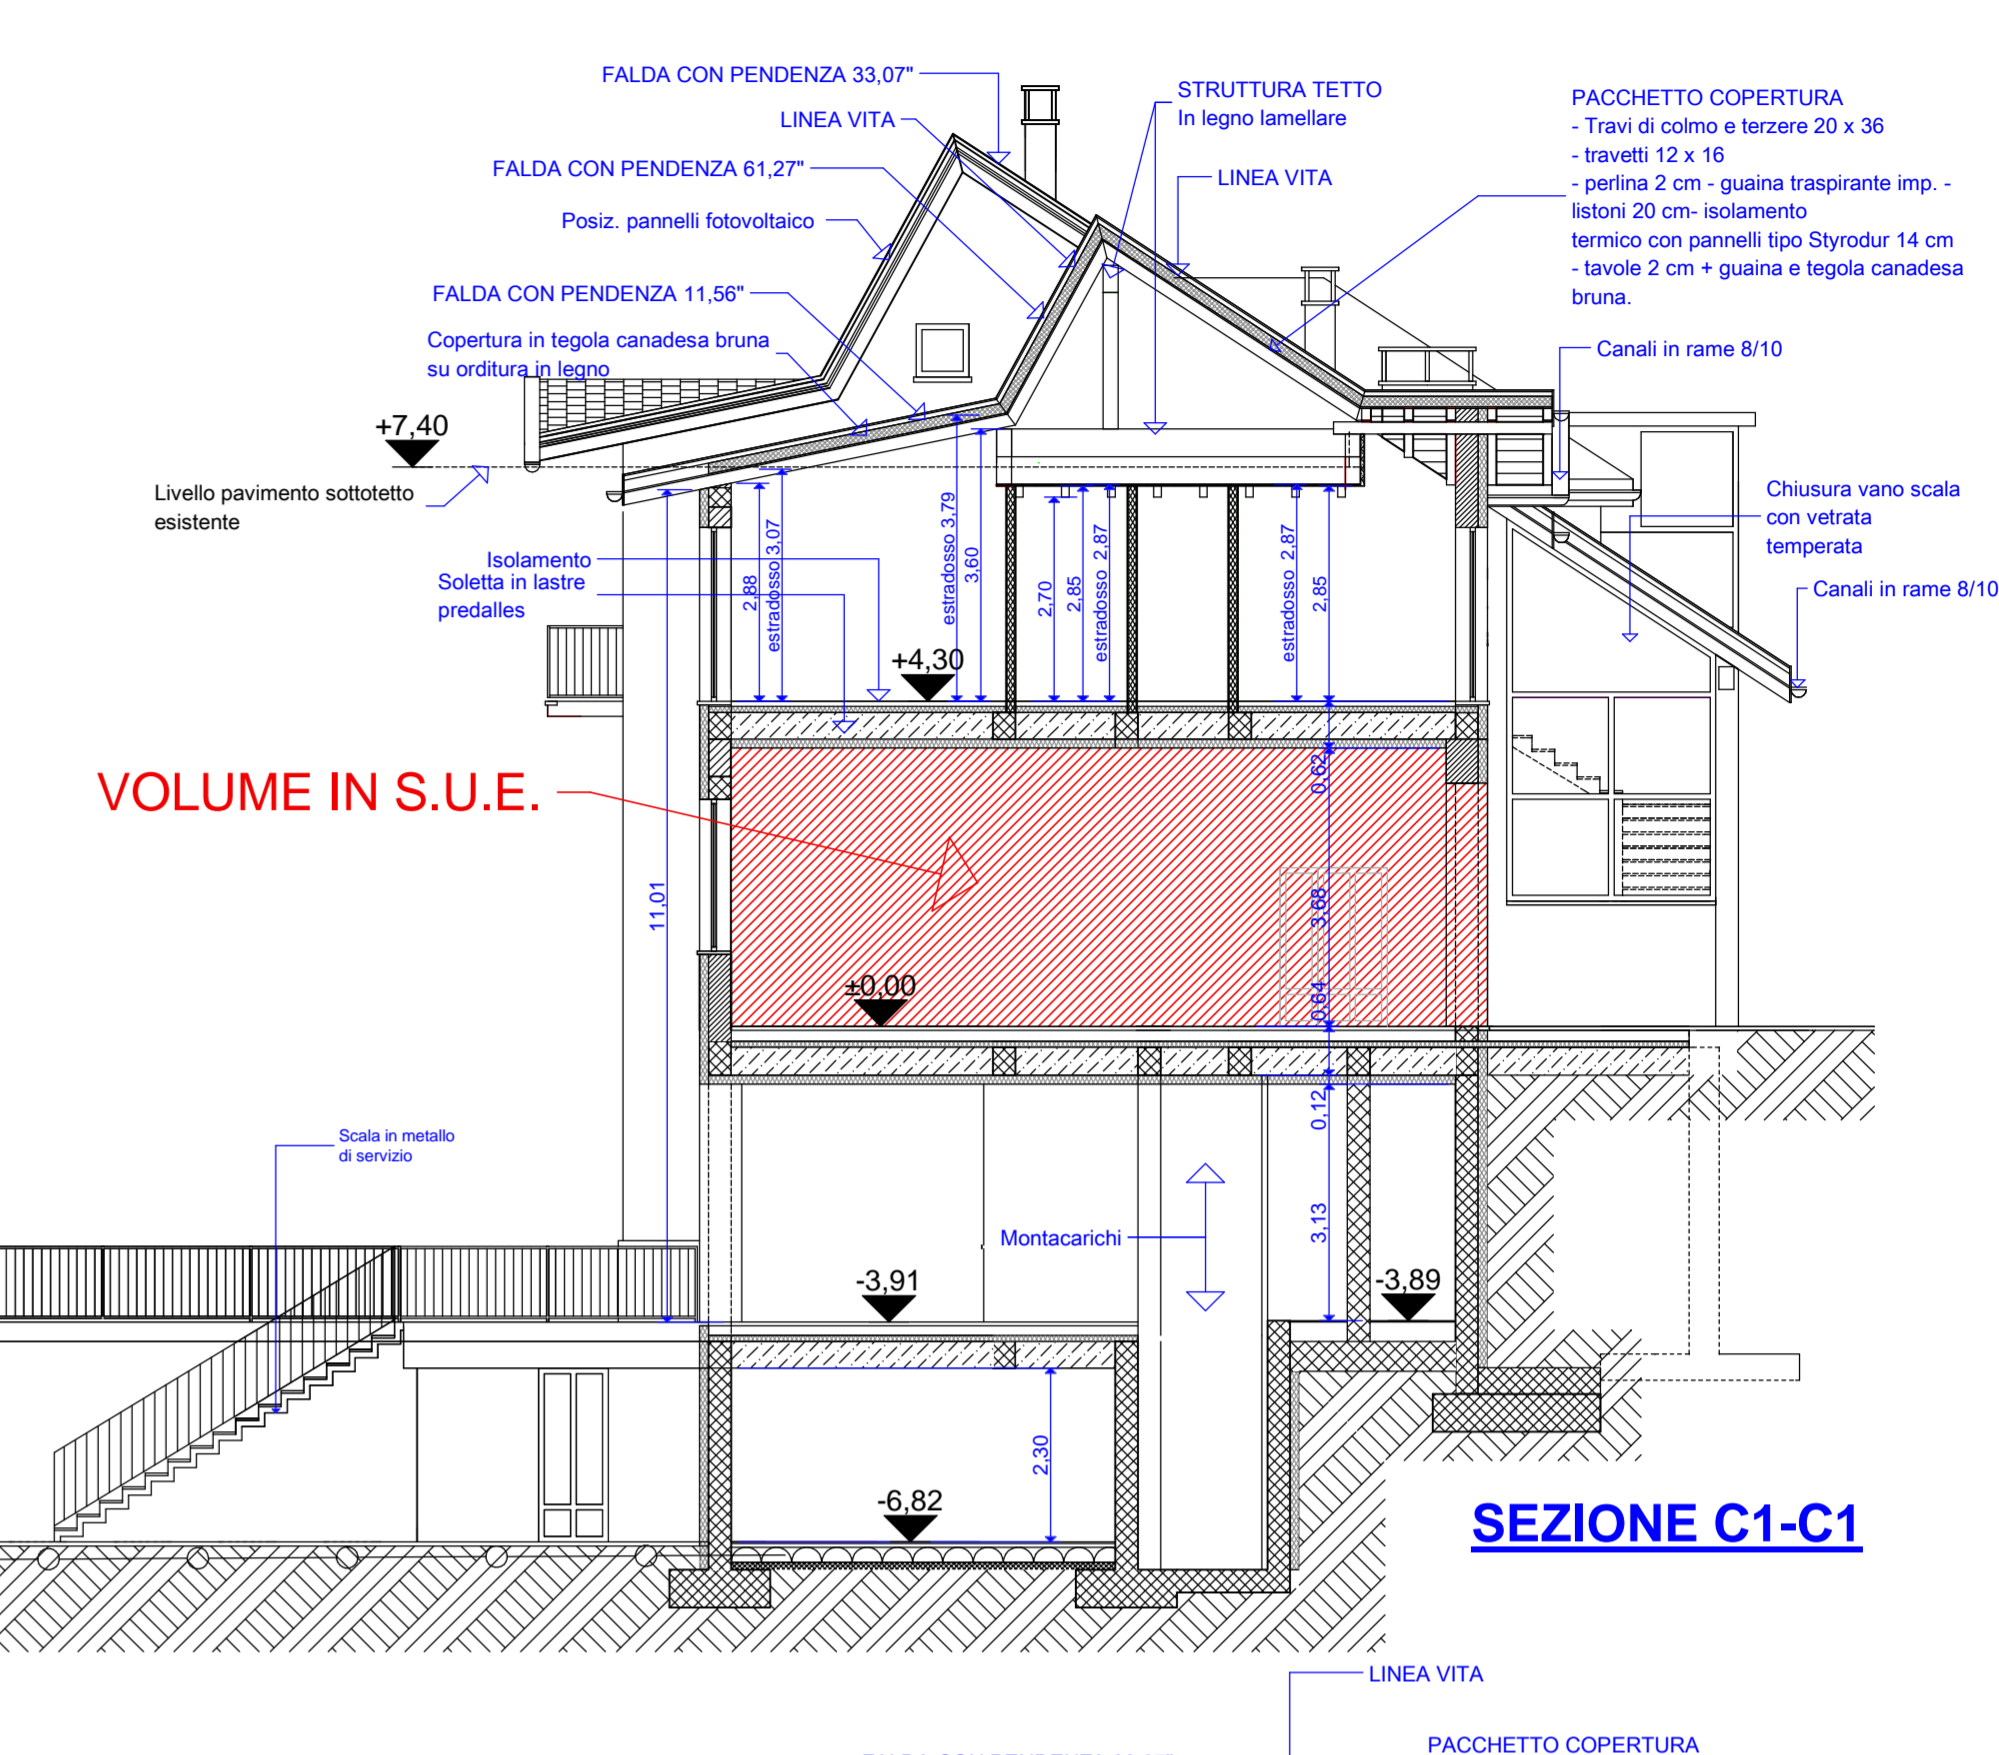 FALDA CON PENDENZA 33,07"
STRUTTURA TETTO
In legno lamellare
PACCHETTO COPERTURA
- Travi di colmo e terzere 20 x 36
- travetti 12 x 16
- perlina 2 cm - guaina traspirante imp. -
listoni 20 cm- isolamento
termico con pannelli tipo Styrodur 14 cm
- tavole 2 cm + guaina e tegola canadesa
bruna.
LINEA VITA
FALDA CON PENDENZA 61,27"
LINEA VITA
Posiz. pannelli fotovoltaico
FALDA CON PENDENZA 11,56"
Copertura in tegola canadesa bruna
su orditura in legno
Canali in rame 8/10
+7,40
Livello pavimento sottotetto
esistente
Chiusura vano scala
con vetrata
temperata
Isolamento
Soletta in lastre
predalles
Canali in rame 8/10
2,88
estradosso 3,07
estradosso 3,79
3,60
2,70
2,85
estradosso 2,87
estradosso 2,87
2,85
+4,30
VOLUME IN S.U.E.
0,62
11,01
3,68
±0,00
0,64
0,12
Scala in metallo
di servizio
3,13
Montacarichi
-3,91
-3,89
2,30
-6,82
SEZIONE C1-C1
LINEA VITA
PACCHETTO COPERTURA